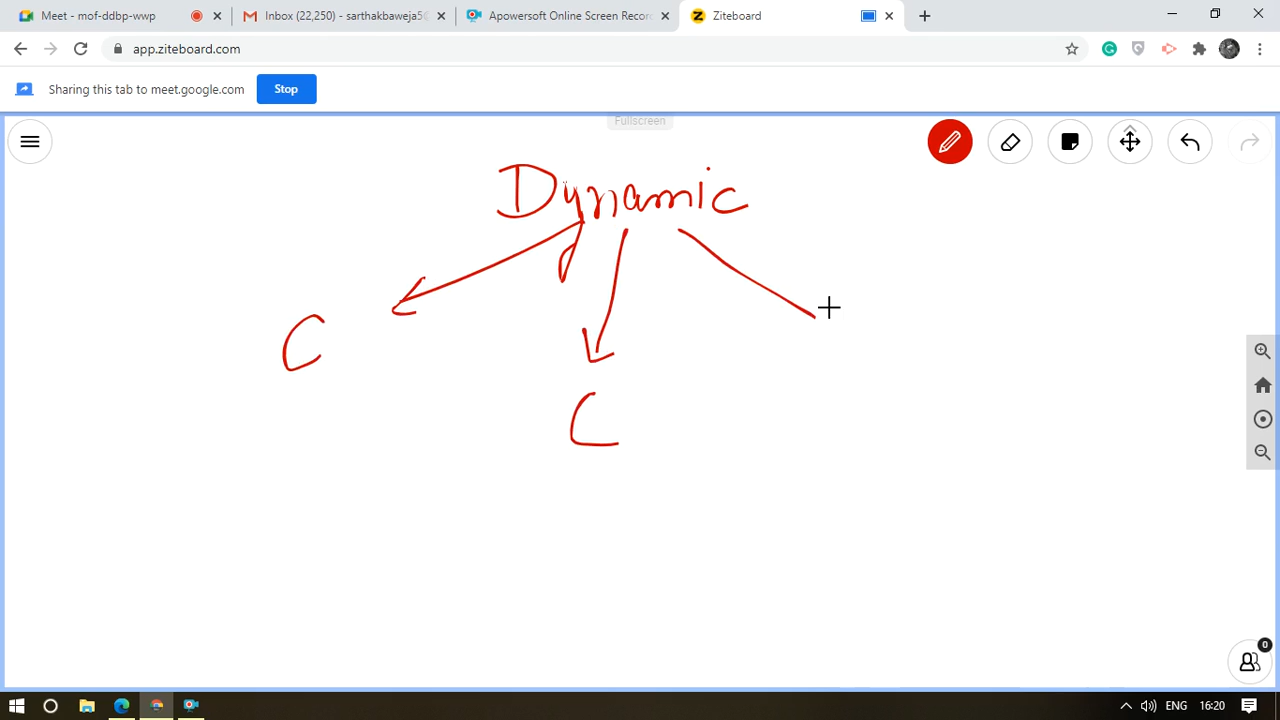 Meet - mof-ddbp-wwp
Inbox (22,250) - sarthakbaweja5
Apowersoft Online Screen Recor
Ziteboard
app.ziteboard.com
Sharing this tab to meet.google.com
Stop
Fullscreen
Dynamic
C
C
0
ENG
16:20